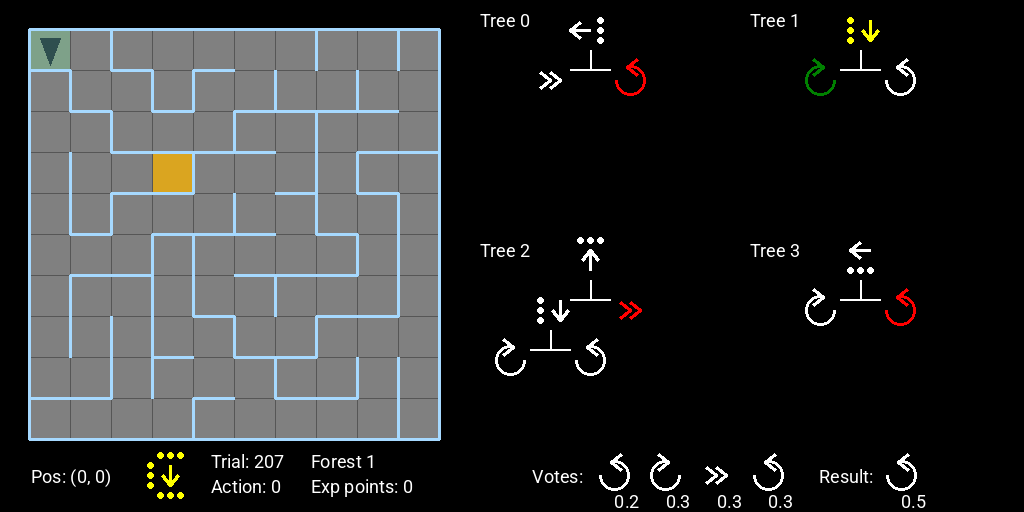 Tree 0
Tree 1
Tree 2
Tree 3
Pos: (0, 0)
Trial: 207
Forest 1
Action: 0
Exp points: 0
Votes:
0.2
0.3
0.3
0.3
Result:
0.5